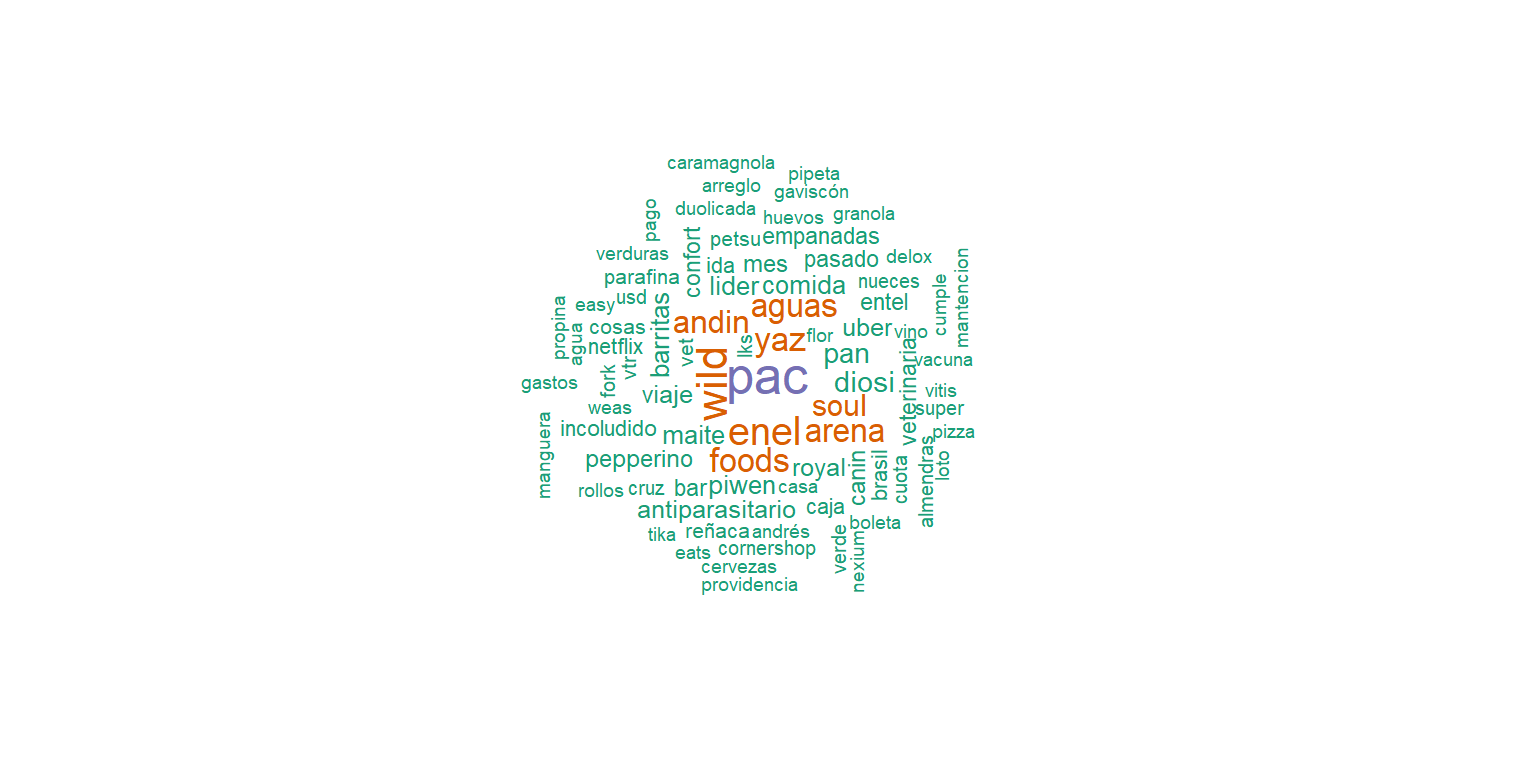 caramagnola
pipeta
arreglo
gaviscón
pago
duolicada
huevos
granola
confort
petsu
empanadas
verduras
ida
mes
pasado
delox
parafina
lider
comida
nueces
cumple
mantencion
easy
usd
barritas
andin
aguas
entel
propina
agua
cosas
netflix
vtr
vet
lks
yaz
flor
uber
vino
pan
veterinaria
vacuna
gastos
fork
viaje
wild
pac
diosi
vitis
weas
soul
super
manguera
incoludido
maite
enel
arena
pizza
pepperino
foods
royal
canin
brasil
cuota
almendras
loto
rollos
cruz
bar
piwen
casa
antiparasitario
caja
boleta
tika
reñaca
andrés
verde
nexium
eats
cornershop
cervezas
providencia